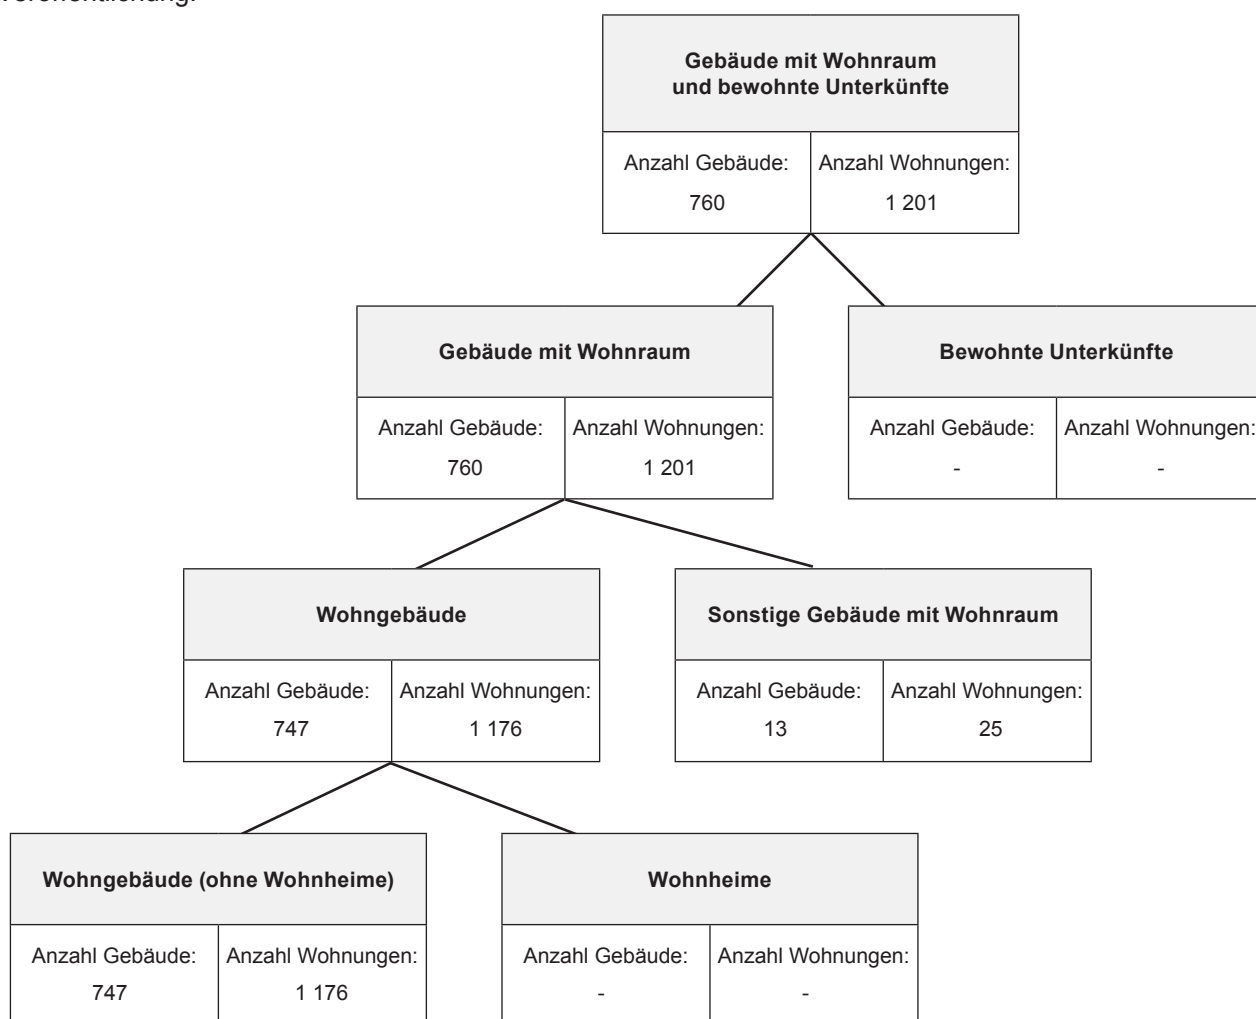 Veröffentlichung.
Gebäude mit Wohnraum
und bewohnte Unterkünfte
Anzahl Gebäude:
Anzahl Wohnungen:
760
1 201
Gebäude mit Wohnraum
Bewohnte Unterkünfte
Anzahl Gebäude:
Anzahl Wohnungen:
Anzahl Gebäude:
Anzahl Wohnungen:
760
1 201
-
-
Wohngebäude
Sonstige Gebäude mit Wohnraum
Anzahl Gebäude:
Anzahl Wohnungen:
Anzahl Gebäude:
Anzahl Wohnungen:
747
1 176
13
25
Wohngebäude (ohne Wohnheime)
Wohnheime
Anzahl Gebäude:
Anzahl Wohnungen:
Anzahl Gebäude:
Anzahl Wohnungen:
747
1 176
-
-